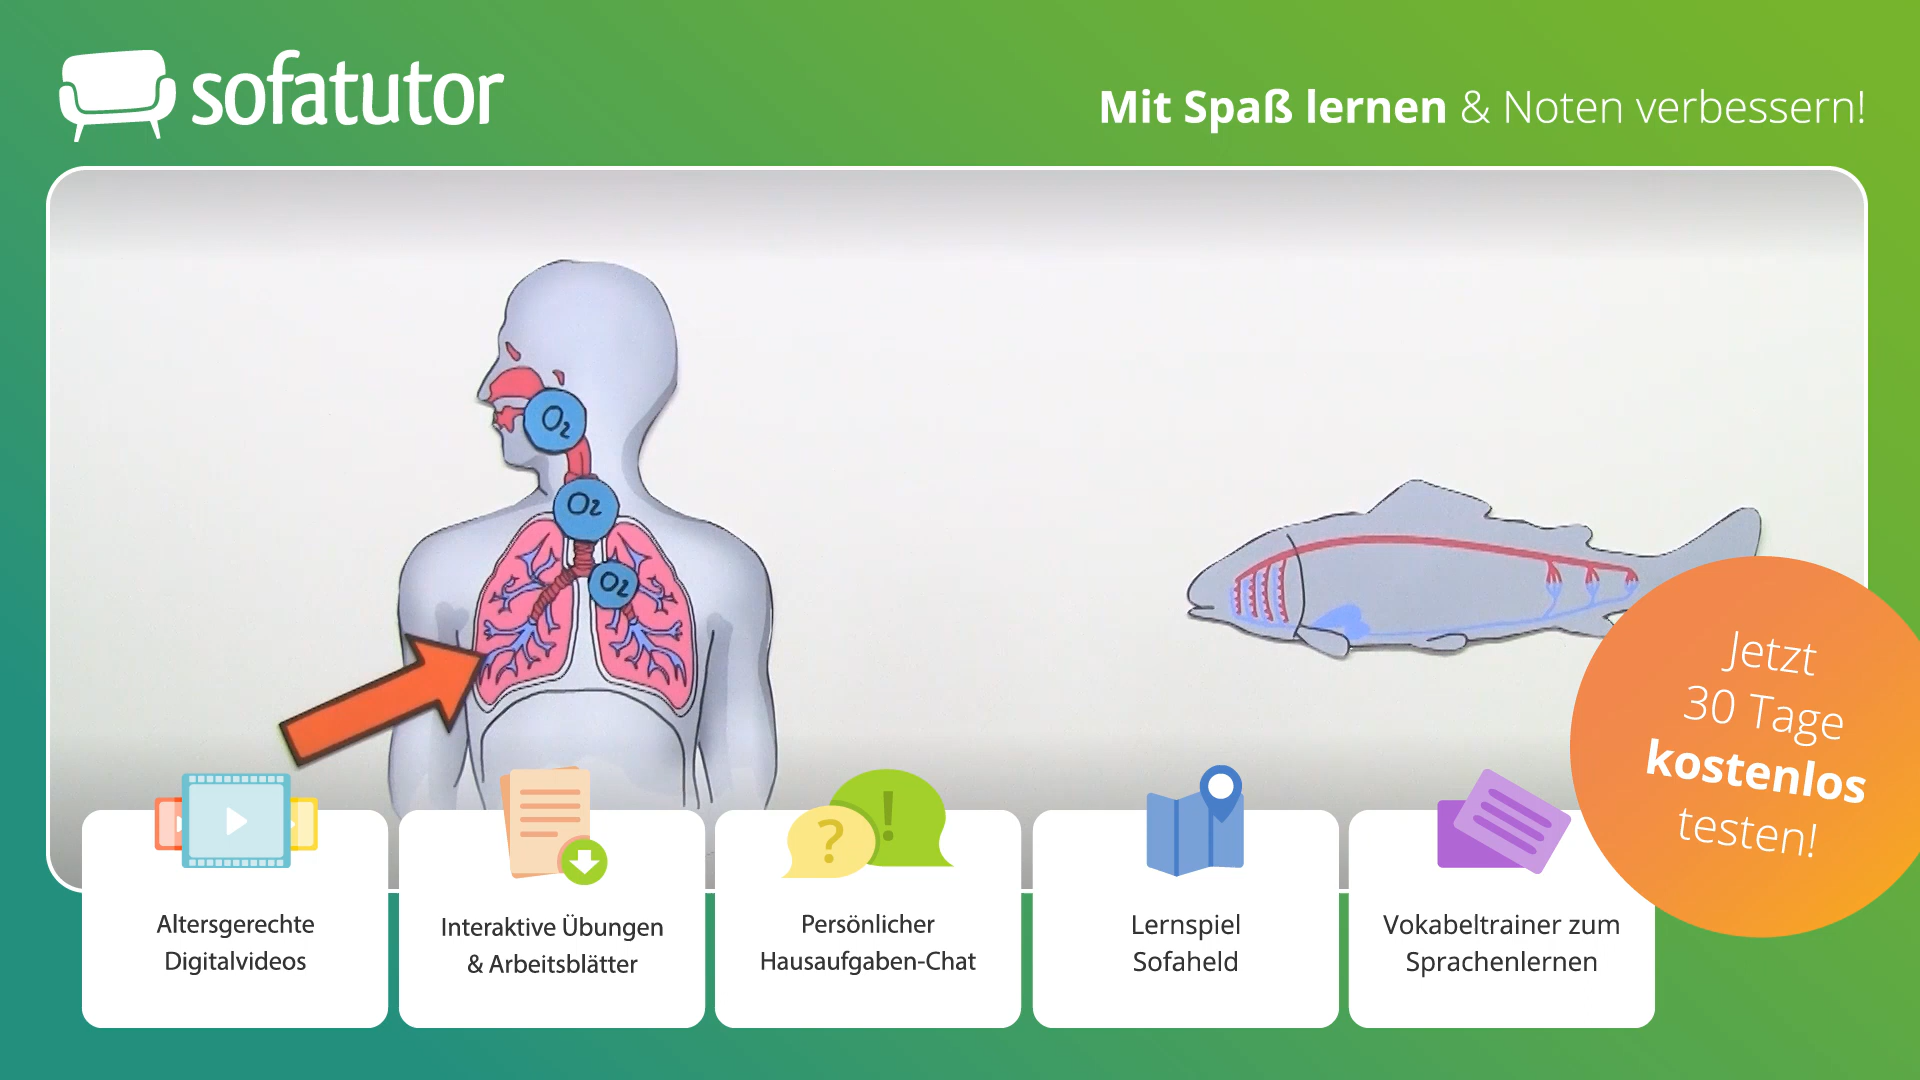 sofatutor
Mit Spaß lernen & Noten verbessern!
O2
O2
O2
Jetzt
30 Tage
kostenlos
testen!
?
!
Altersgerechte
Digitalvideos
Interaktive Übungen
& Arbeitsblätter
Persönlicher
Hausaufgaben-Chat
Lernspiel
Sofaheld
Vokabeltrainer zum
Sprachenlernen